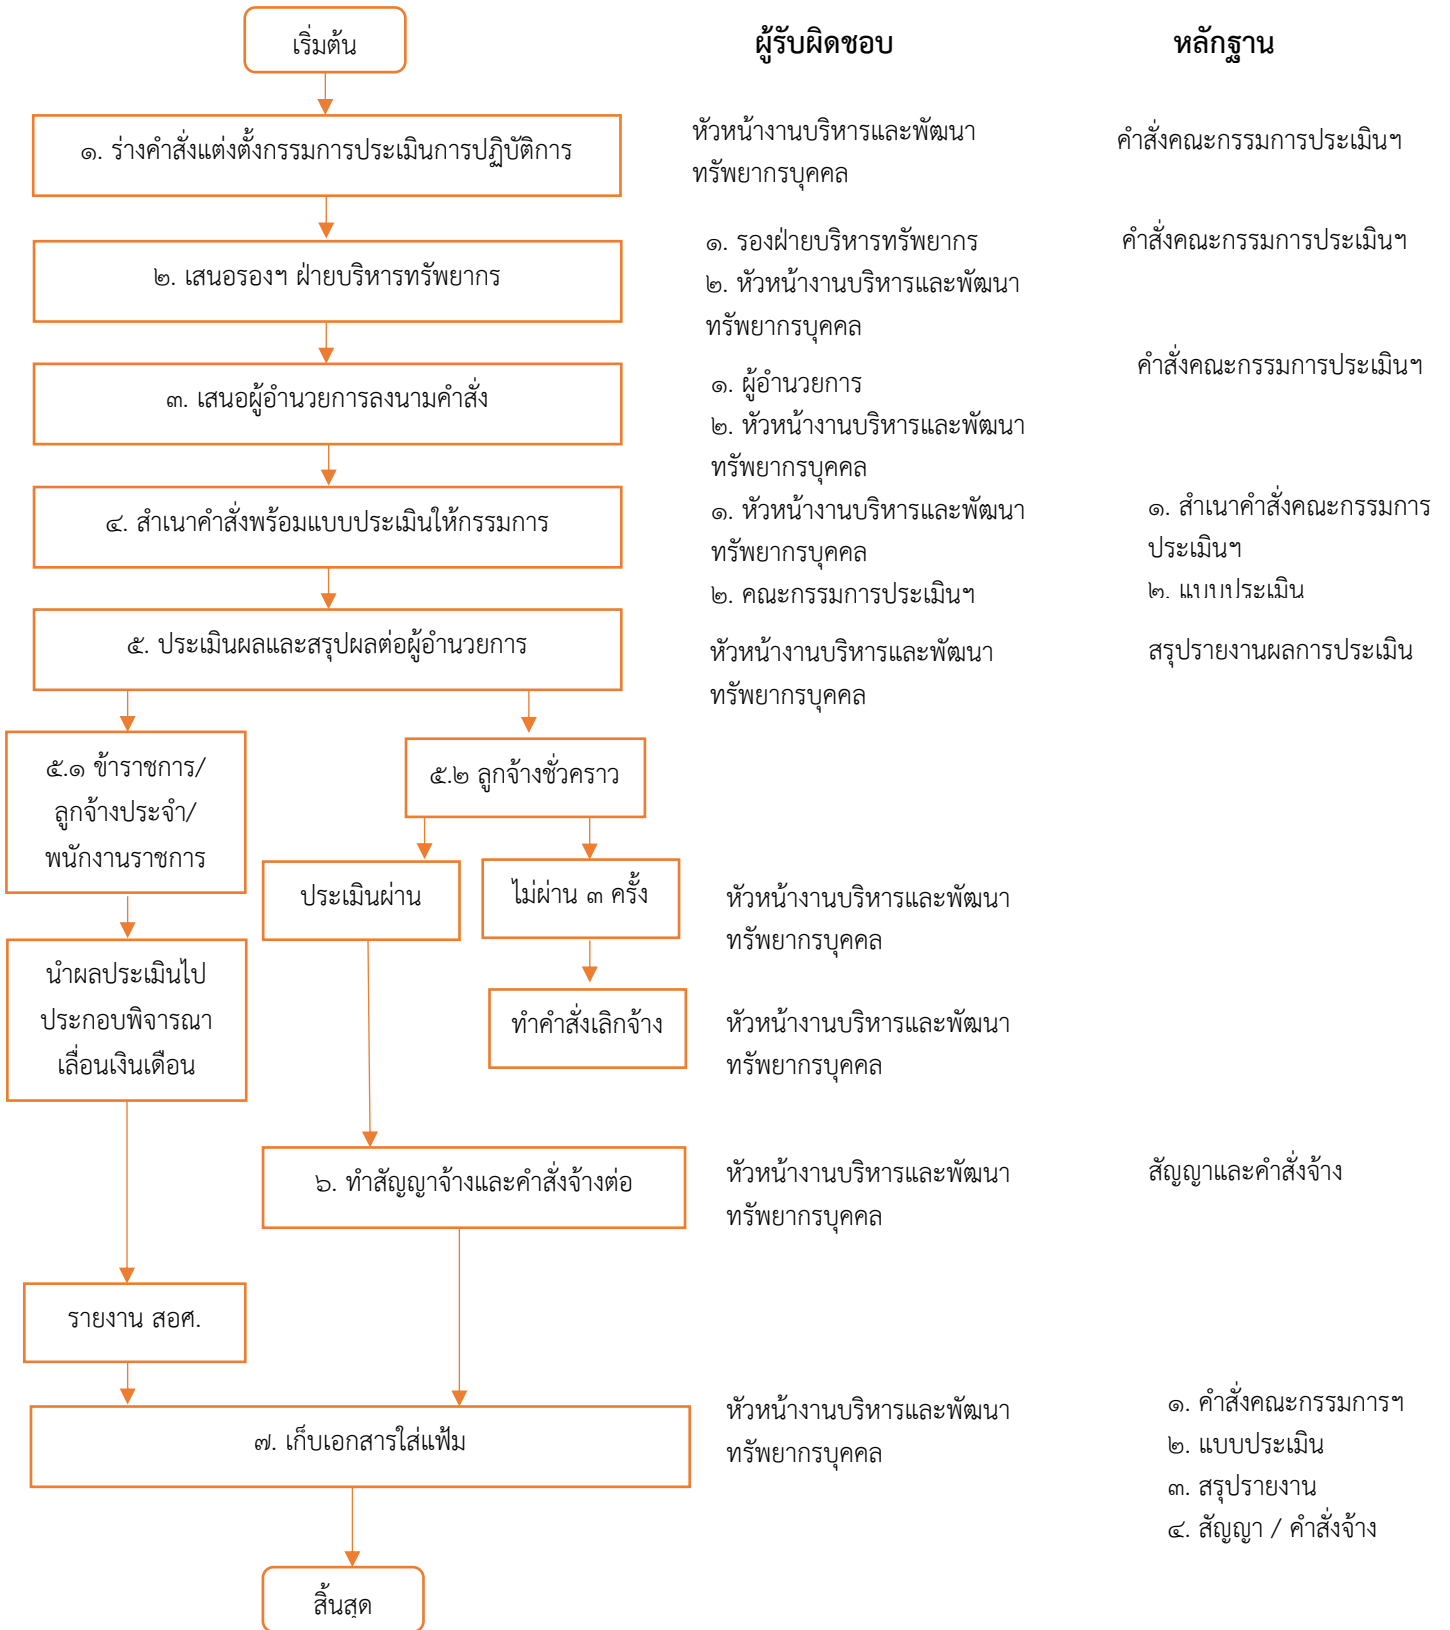 เริ่มต้น
ผู้รับผิดชอบ
หลักฐาน
๑. ร่างคำสั่งแต่งตั้งกรรมการประเมินการปฏิบัติการ
หัวหน้างานบริหารและพัฒนา
ทรัพยากรบุคคล
คำสั่งคณะกรรมการประเมินฯ
๒. เสนอรองฯ ฝ่ายบริหารทรัพยากร
๑. รองฝ่ายบริหารทรัพยากร
๒. หัวหน้างานบริหารและพัฒนา
ทรัพยากรบุคคล
คำสั่งคณะกรรมการประเมินฯ
๓. เสนอผู้อำนวยการลงนามคำสั่ง
๑. ผู้อำนวยการ
๒. หัวหน้างานบริหารและพัฒนา
ทรัพยากรบุคคล
คำสั่งคณะกรรมการประเมินฯ
๔. สำเนาคำสั่งพร้อมแบบประเมินให้กรรมการ
๑. หัวหน้างานบริหารและพัฒนา
ทรัพยากรบุคคล
๒. คณะกรรมการประเมินฯ
๑. สำเนาคำสั่งคณะกรรมการ
ประเมินฯ
๒. แบบประเมิน
๕. ประเมินผลและสรุปผลต่อผู้อำนวยการ
หัวหน้างานบริหารและพัฒนา
ทรัพยากรบุคคล
สรุปรายงานผลการประเมิน
๕.๑ ข้าราชการ/
ลูกจ้างประจำ/
พนักงานราชการ
๕.๒ ลูกจ้างชั่วคราว
ประเมินผ่าน
ไม่ผ่าน ๓ ครั้ง
หัวหน้างานบริหารและพัฒนา
ทรัพยากรบุคคล
นำผลประเมินไป
ประกอบพิจารณา
เลื่อนเงินเดือน
ทำคำสั่งเลิกจ้าง
หัวหน้างานบริหารและพัฒนา
ทรัพยากรบุคคล
๖. ทำสัญญาจ้างและคำสั่งจ้างต่อ
หัวหน้างานบริหารและพัฒนา
ทรัพยากรบุคคล
สัญญาและคำสั่งจ้าง
รายงาน สอศ.
๗. เก็บเอกสารใส่แฟ้ม
หัวหน้างานบริหารและพัฒนา
ทรัพยากรบุคคล
๑. คำสั่งคณะกรรมการฯ
๒. แบบประเมิน
๓. สรุปรายงาน
๔. สัญญา / คำสั่งจ้าง
สิ้นสุด